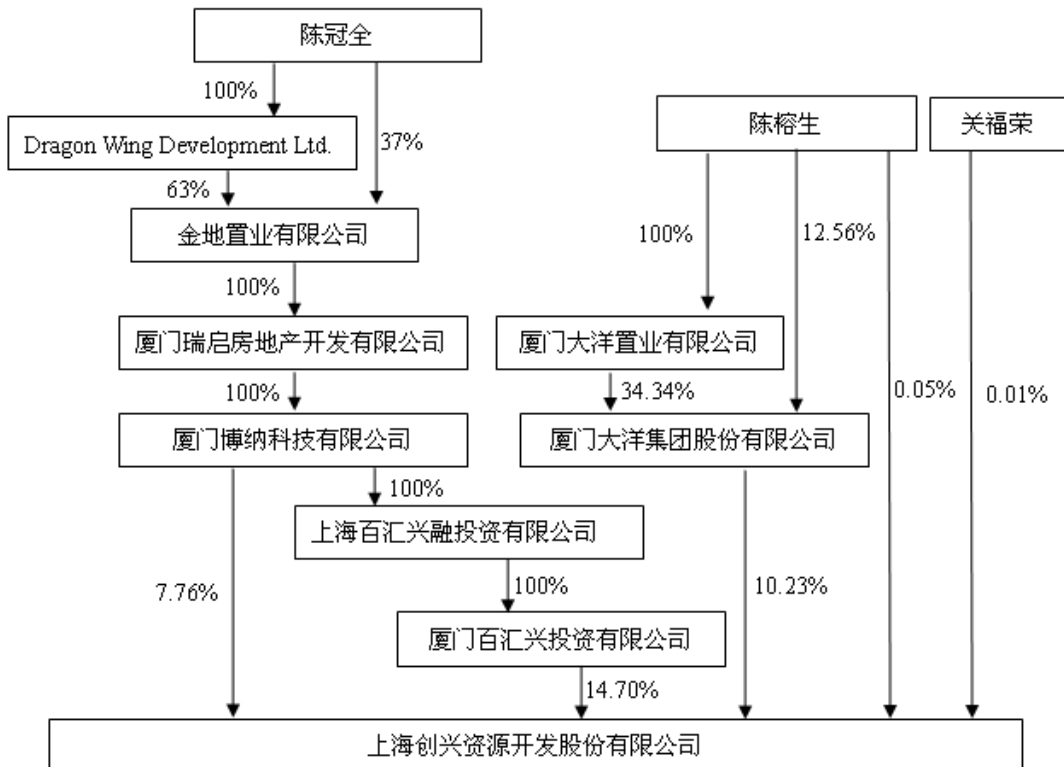 陈冠全
100%
陈榕生
关福荣
Dragon Wing Development Ltd.
37%
63%
金地置业有限公司
100%
12.56%
100%
厦门瑞启房地产开发有限公司
厦门大洋置业有限公司
100%
34.34%
0.05%
0.01%
厦门博纳科技有限公司
厦门大洋集团股份有限公司
100%
上海百汇兴融投资有限公司
7.76%
100%
10.23%
厦门百汇兴投资有限公司
14.70%
上海创兴资源开发股份有限公司